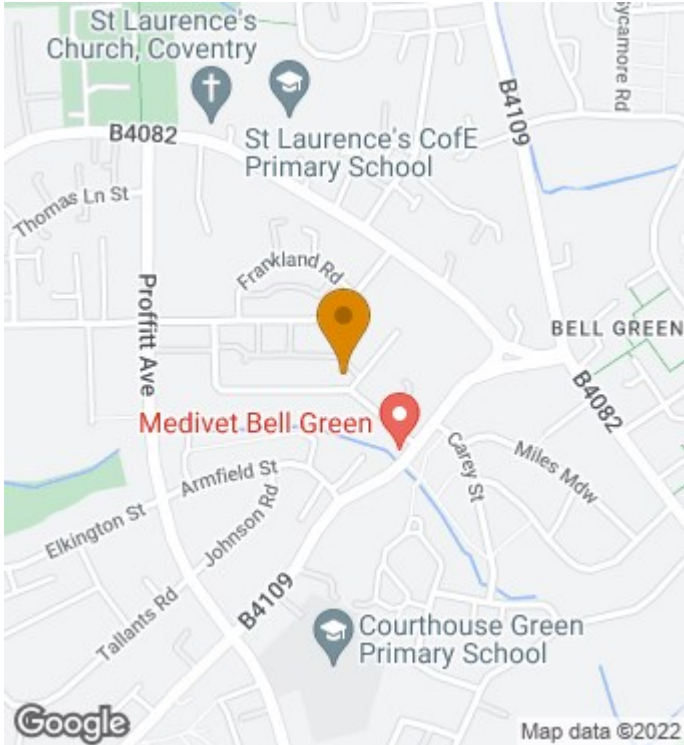 St Laurence's
Church, Coventry
ycamore Rd
B4082
B4109
St Laurence's CofE
Primary School
Thomas Ln St
Frankland Rd
Proffitt Ave
BELL GREEN
Medivet Bell Green
B4082
Carey St
Miles Mdw
Armfield St
Elkington St
Johnson Rd
Tallants Rd
B4109
Courthouse Green
Primary School
Google
Map data ©2022